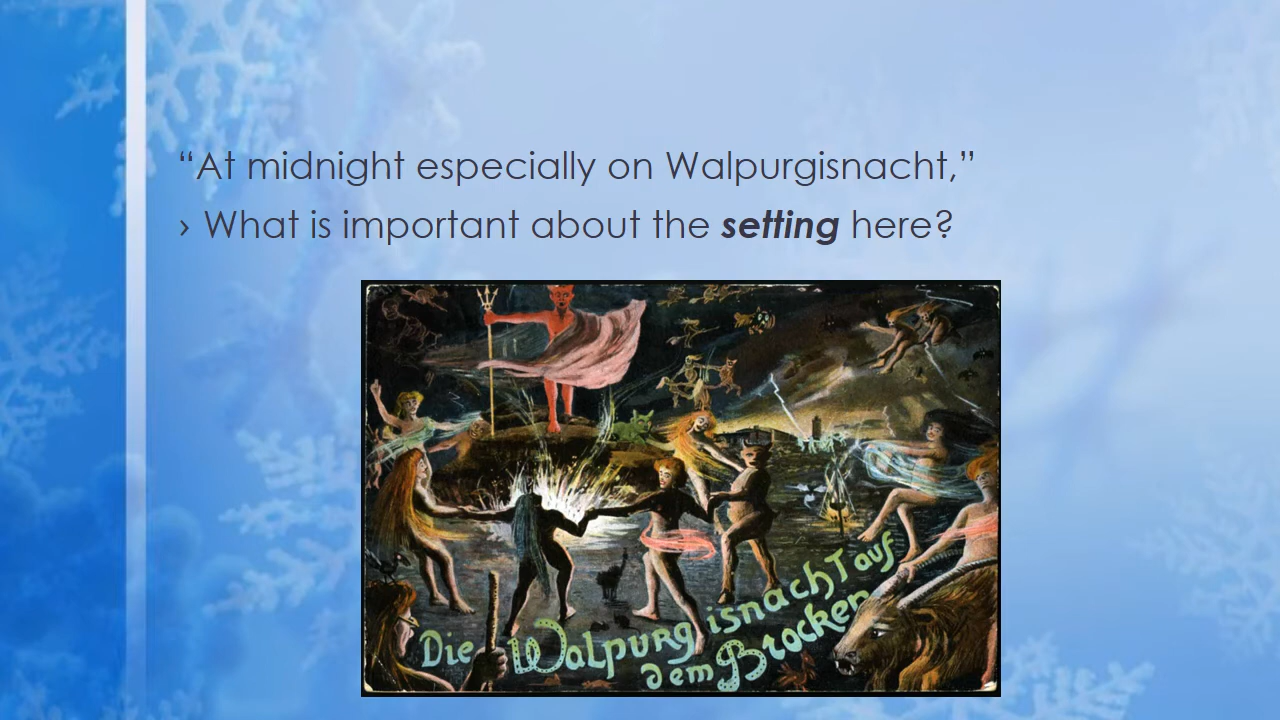 “At midnight especially on Walpurgisnacht,”
› What is important about the setting here?
Die Walpurgisnacht auf
dem Brocken